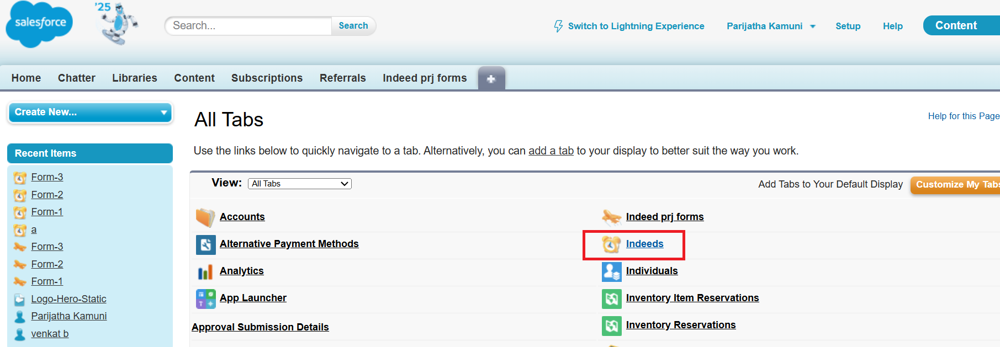 salesforce
'25
Search...
Search
Switch to Lightning Experience
Parijatha Kamuni
Setup
Help
Content
Home
Chatter
Libraries
Content
Subscriptions
Referrals
Indeed prj forms
Create New...
Recent Items
Form-3
Form-2
Form-1
a
Form-3
Form-2
Form-1
Logo-Hero-Static
Parijatha Kamuni
venkat b
All Tabs
Help for this Page
Use the links below to quickly navigate to a tab. Alternatively, you can add a tab to your display to better suit the way you work.
View:
All Tabs
Add Tabs to Your Default Display
Customize My Tabs
Accounts
Indeed prj forms
Alternative Payment Methods
Indeeds
Analytics
Individuals
App Launcher
Inventory Item Reservations
Approval Submission Details
Inventory Reservations